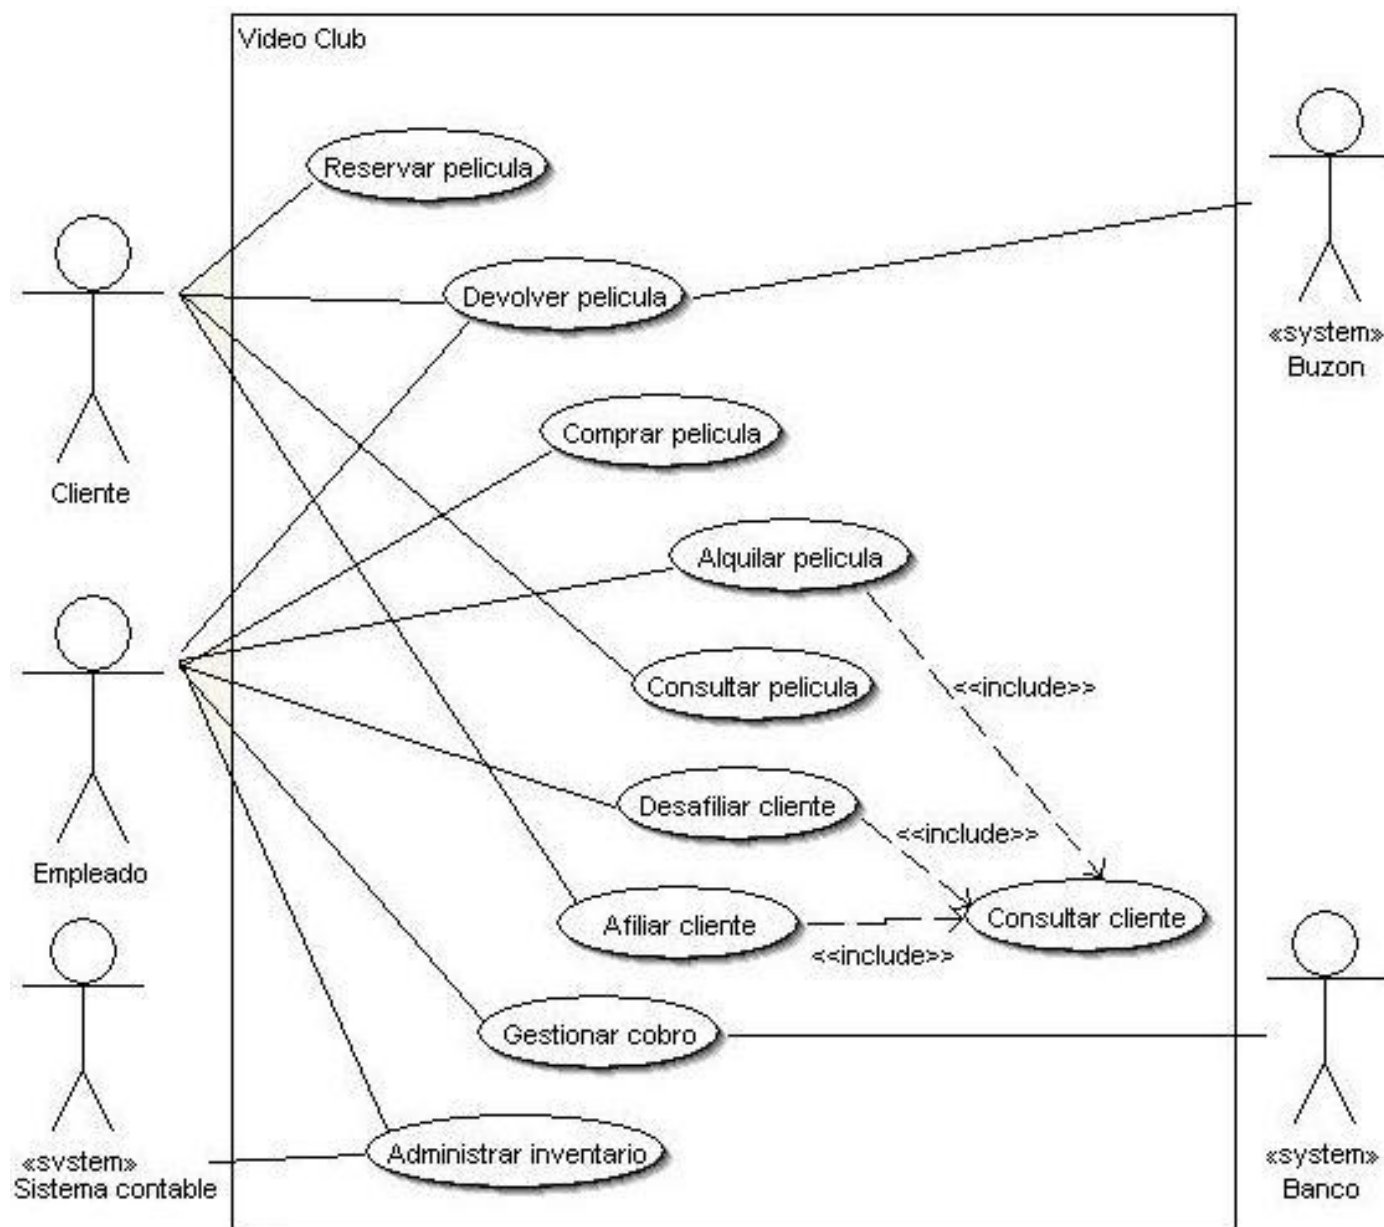 Video Club
Reservar pelicula
Devolver pelicula
«system»
Buzon
Comprar pelicula
Cliente
Alquilar pelicula
Consultar pelicula
<<include>>
Desafiliar cliente
<<include>>
Empleado
Afiliar cliente
Consultar cliente
<<include>>
Gestionar cobro
Administrar inventario
«system»
Sistema contable
«system»
Banco